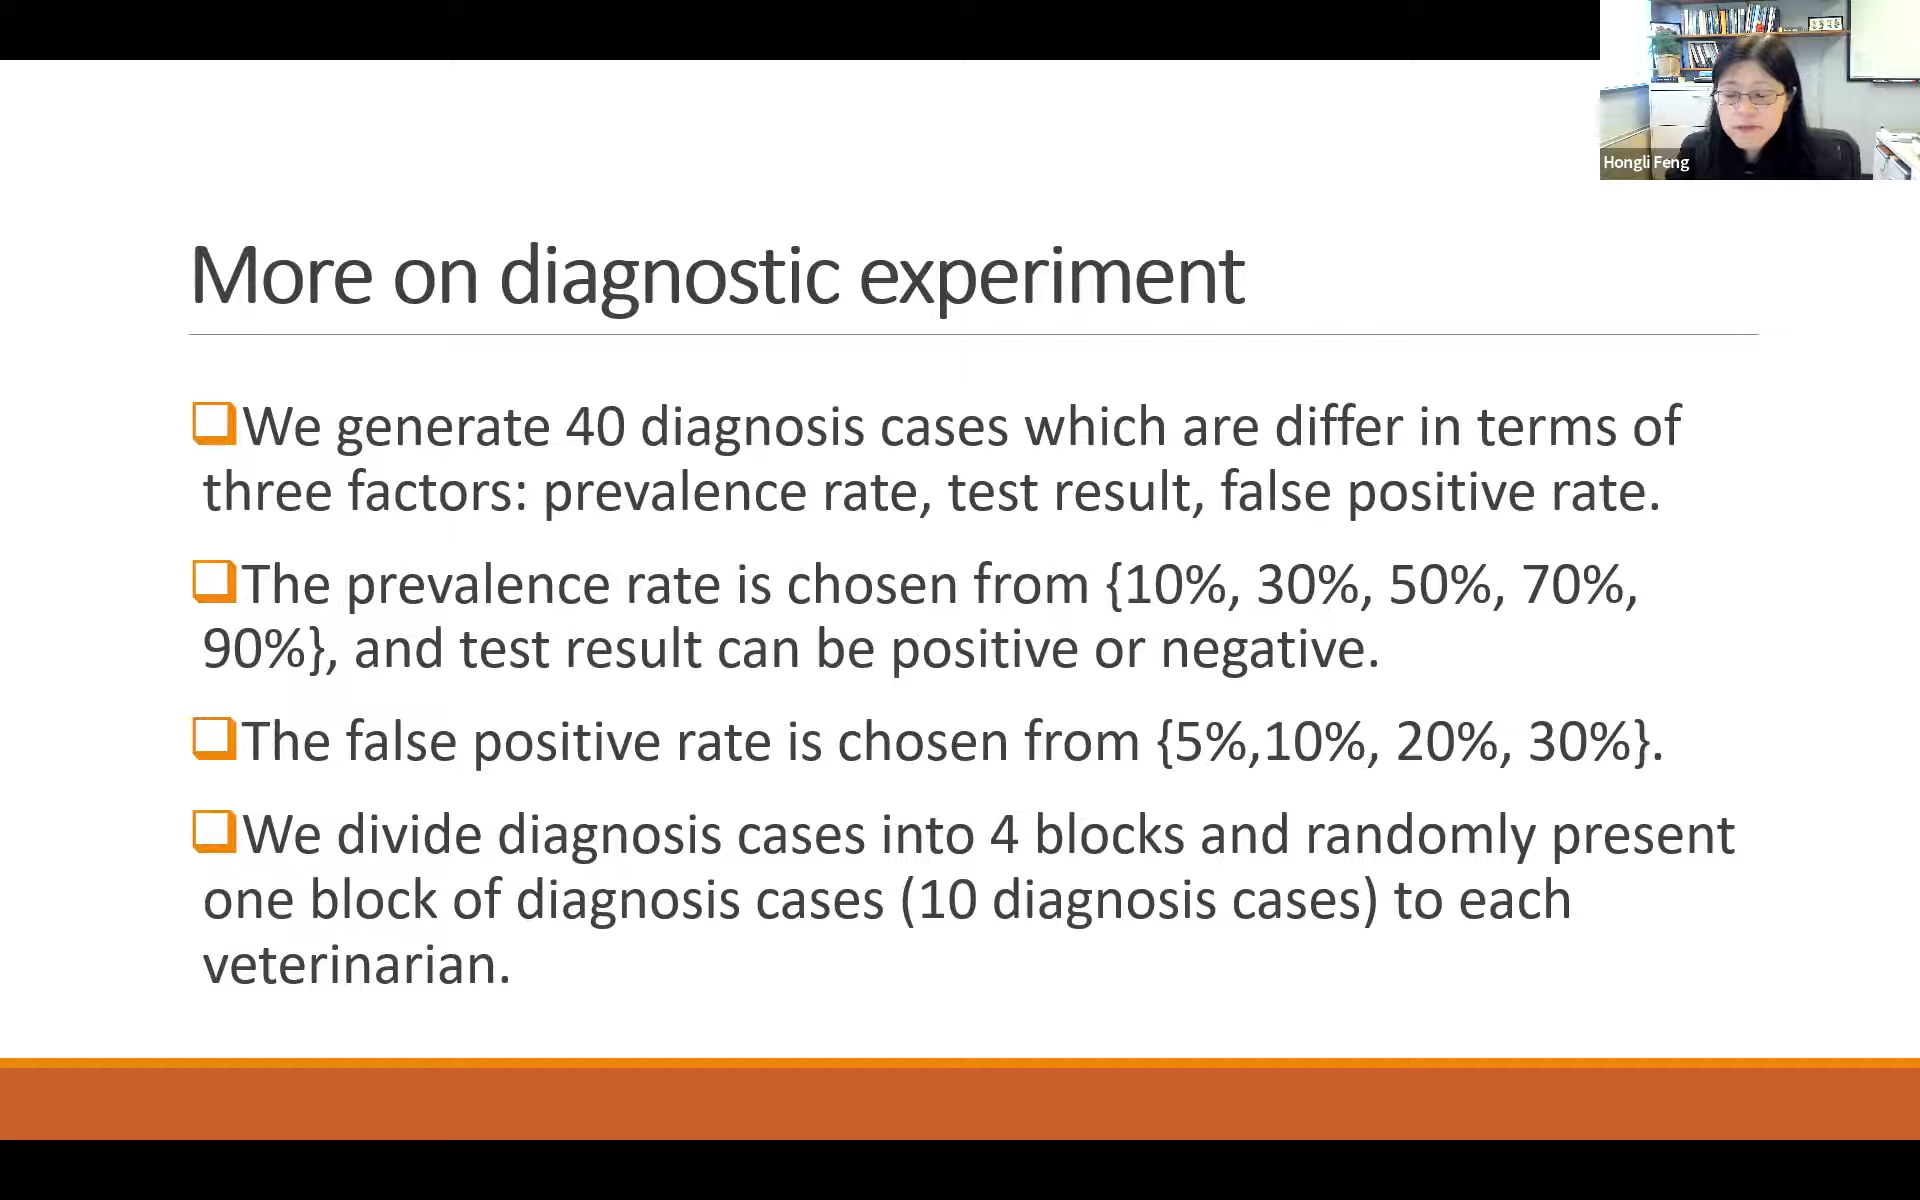 Hongli Feng
More on diagnostic experiment
We generate 40 diagnosis cases which are differ in terms of
three factors: prevalence rate, test result, false positive rate.
The prevalence rate is chosen from {10%, 30%, 50%, 70%,
90%}, and test result can be positive or negative.
The false positive rate is chosen from {5%,10%, 20%, 30%}.
We divide diagnosis cases into 4 blocks and randomly present
one block of diagnosis cases (10 diagnosis cases) to each
veterinarian.